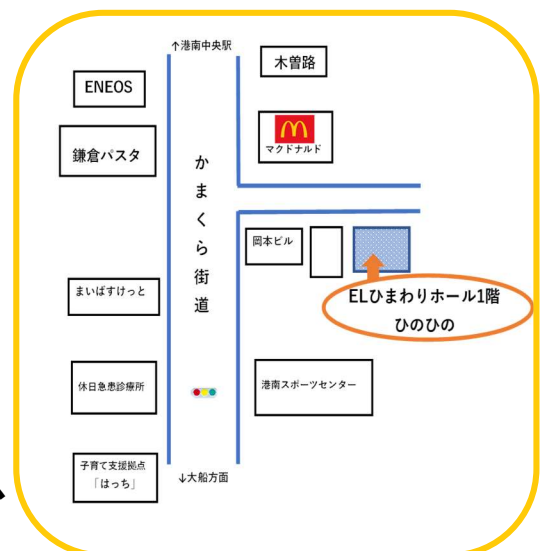 ↑港南中央駅
木曽路
ENEOS
マクドナルド
鎌倉パスタ
かまくら街道
岡本ビル
まいばすけっと
ELひまわりホール1階
ひのひの
休日急患診療所
港南スポーツセンター
子育て支援拠点
「はっち」
↓大船方面